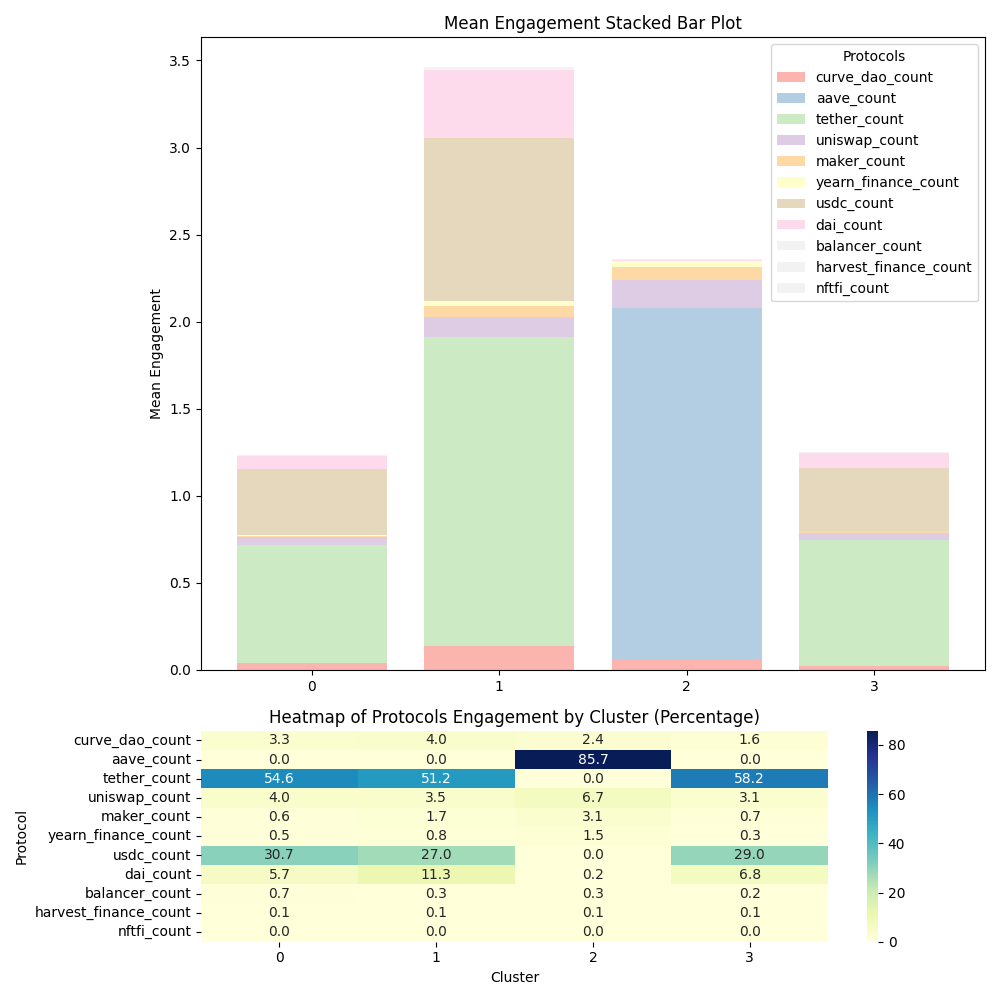 Mean Engagement Stacked Bar Plot
Mean Engagement
3.5
3.0
2.5
2.0
1.5
1.0
0.5
0.0
0 1 2 3
Protocols
curve_dao_count
aave_count
tether_count
uniswap_count
maker_count
yearn_finance_count
usdc_count
dai_count
balancer_count
harvest_finance_count
nftfi_count
Heatmap of Protocols Engagement by Cluster (Percentage)
Protocol
curve_dao_count 3.3 4.0 2.4 1.6
aave_count 0.0 0.0 85.7 0.0
tether_count 54.6 51.2 0.0 58.2
uniswap_count 4.0 3.5 6.7 3.1
maker_count 0.6 1.7 3.1 0.7
yearn_finance_count 0.5 0.8 1.5 0.3
usdc_count 30.7 27.0 0.0 29.0
dai_count 5.7 11.3 0.2 6.8
balancer_count 0.7 0.3 0.3 0.2
harvest_finance_count 0.1 0.1 0.1 0.1
nftfi_count 0.0 0.0 0.0 0.0
0 1 2 3
Cluster
80
60
40
20
0